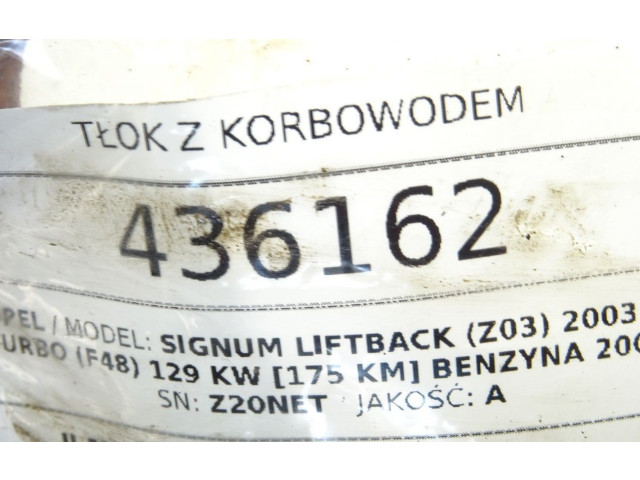 TŁOK Z KORBOWODEM
436162
PEL / MODEL: SIGNUM LIFTBACK (Z03) 2003
URBO (F48) 129 KW [175 KM] BENZYNA 200
SN: Z20NET JAKOŚĆ: A